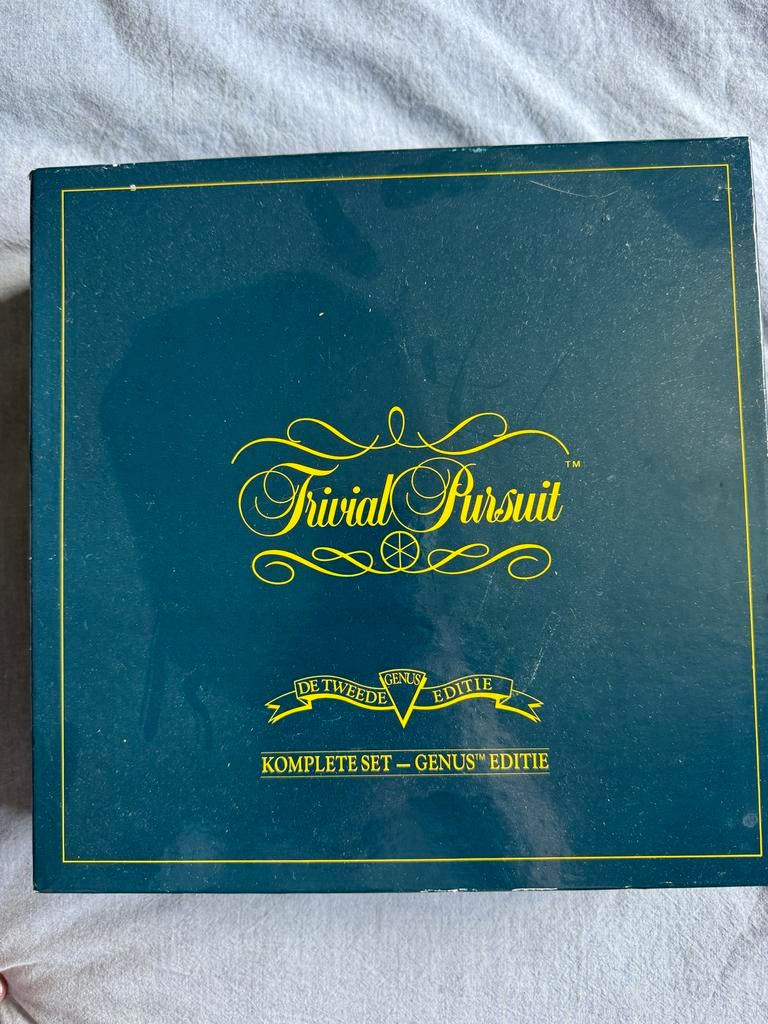 Trivial Pursuit™
DE TWEEDE GENUS EDITIE
KOMPLETE SET — GENUS™ EDITIE